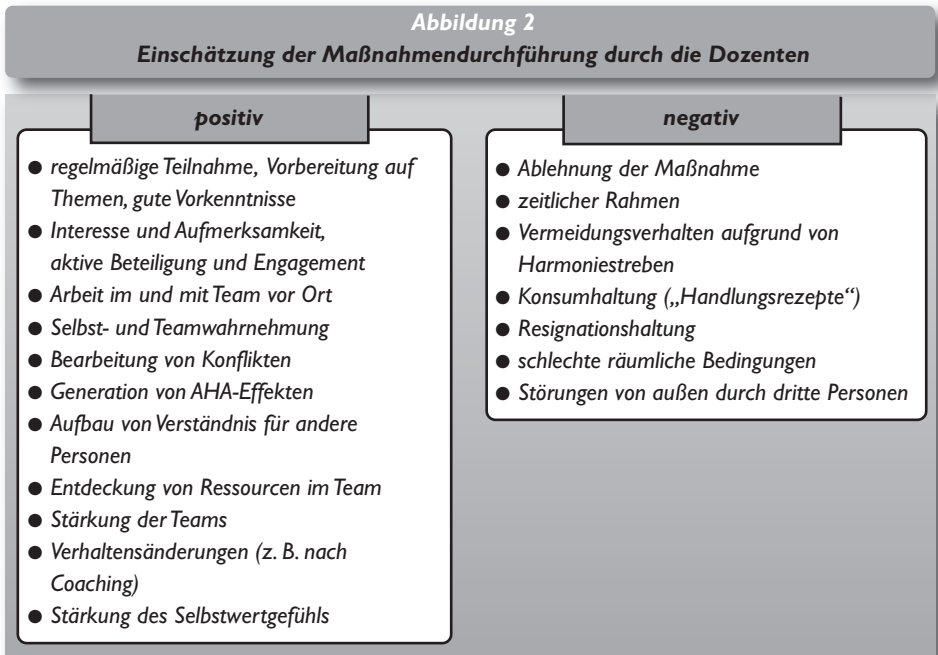 Abbildung 2
Einschätzung der Maßnahmendurchführung durch die Dozenten
positiv
● regelmäßige Teilnahme, Vorbereitung auf
Themen, gute Vorkenntnisse
● Interesse und Aufmerksamkeit,
aktive Beteiligung und Engagement
● Arbeit im und mit Team vor Ort
● Selbst- und Teamwahrnehmung
● Bearbeitung von Konflikten
● Generation von AHA-Effekten
● Aufbau von Verständnis für andere
Personen
● Entdeckung von Ressourcen im Team
● Stärkung der Teams
● Verhaltensänderungen (z. B. nach
Coaching)
● Stärkung des Selbstwertgefühls
negativ
● Ablehnung der Maßnahme
● zeitlicher Rahmen
● Vermeidungsverhalten aufgrund von
Harmoniestreben
● Konsumhaltung („Handlungsrezepte“)
● Resignationshaltung
● schlechte räumliche Bedingungen
● Störungen von außen durch dritte Personen